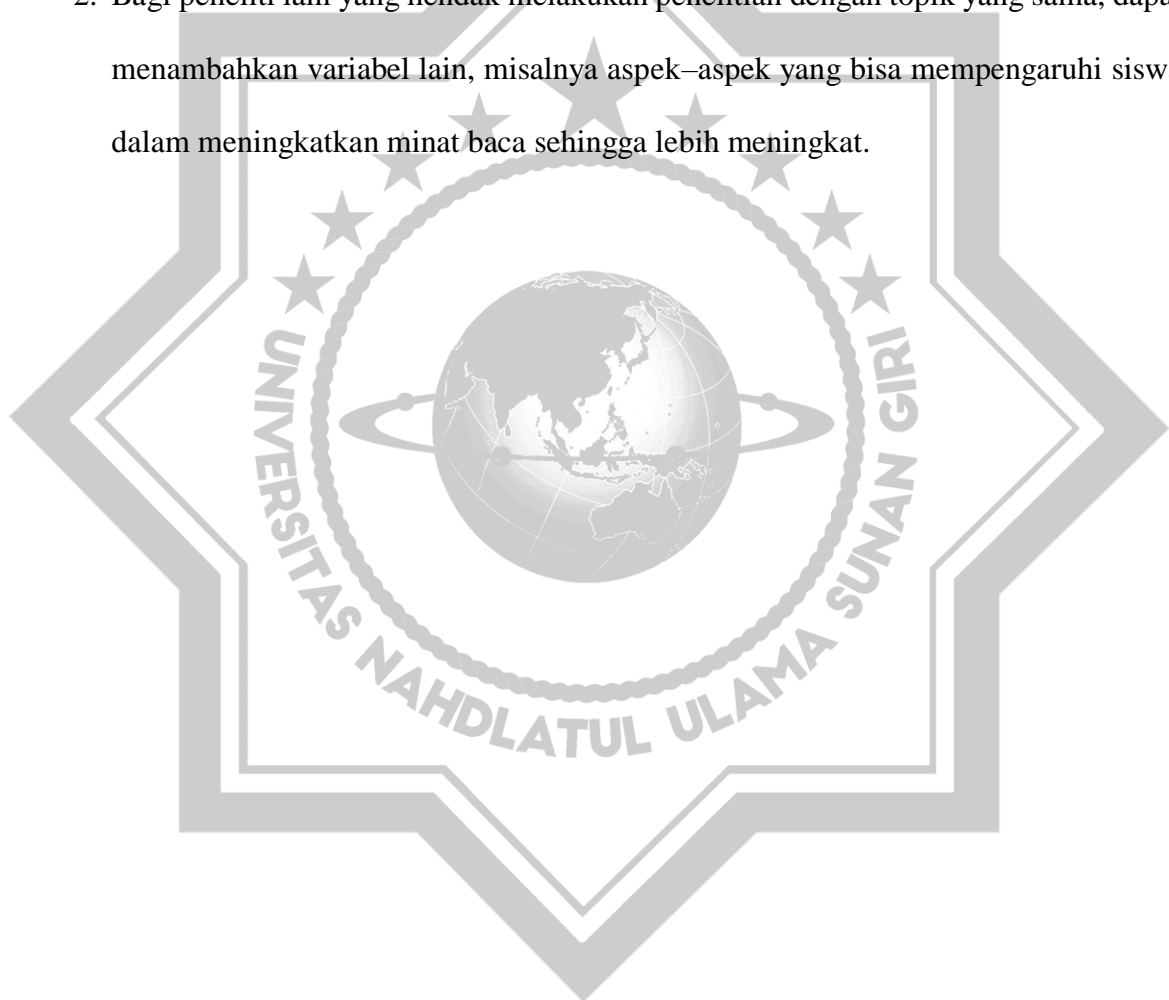 2. Bagi peneliti lain yang hendak melakukan penelitian dengan topik yang sama, dapa
menambahkan variabel lain, misalnya aspek–aspek yang bisa mempengaruhi sisw
dalam meningkatkan minat baca sehingga lebih meningkat.
UNIVERSITAS NAHDLATUL ULAMA SUNAN GIRI